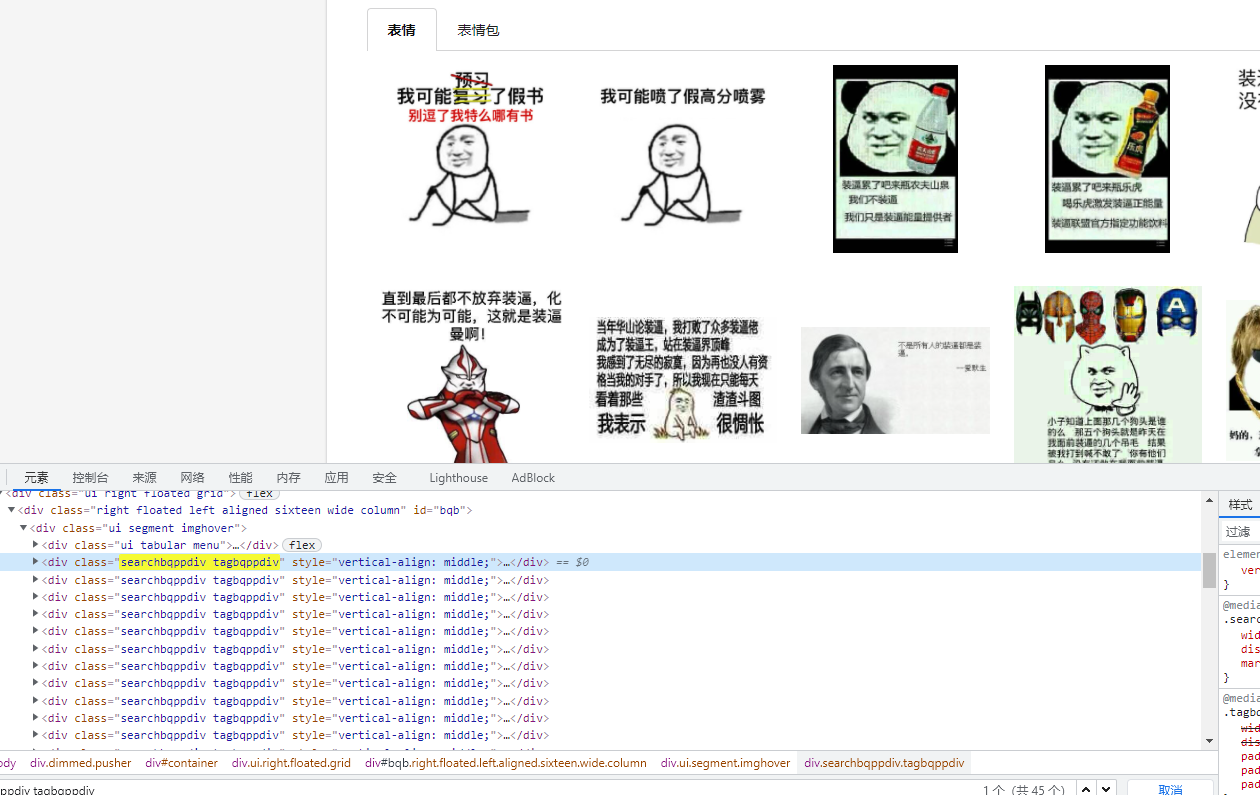 表情
表情包
预习
我可能复习了假书
别逗了我特么哪有书
我可能喷了假高分喷雾
装逼累了吧来瓶农夫山泉
我们不装逼
我们只是装逼能量提供者
装逼累了吧来瓶乐虎
喝乐虎激发装逼正能量
装逼联盟官方指定功能饮料
直到最后都不放弃装逼，化
不可能为可能，这就是装逼
曼啊!
当年华山论装逼，我打败了众多装逼佬
成为了装逼王，站在装逼界顶峰
我感到了无尽的寂寞，因为再也没人有资
格当我的对手了，所以我现在只能每天
看着那些 渣渣斗图
我表示 很惆怅
不是所有人的装逼都是装
逼。
—爱默生
小子知道上面那几个狗头是谁
的么 那五个狗头就是昨天在
我面前装逼的几个吊毛 结果
被我打到喊不敢了 你有他们
妈的，
元素 控制台 来源 网络 性能 内存 应用 安全 Lighthouse AdBlock
<div class="ui right floated grid"> flex
<div class="right floated left aligned sixteen wide column" id="bqb">
<div class="ui segment imghover">
<div class="ui tabular menu">…</div> flex
<div class="searchbqppdiv tagbqppdiv" style="vertical-align: middle;">…</div> == $0
<div class="searchbqppdiv tagbqppdiv" style="vertical-align: middle;">…</div>
<div class="searchbqppdiv tagbqppdiv" style="vertical-align: middle;">…</div>
<div class="searchbqppdiv tagbqppdiv" style="vertical-align: middle;">…</div>
<div class="searchbqppdiv tagbqppdiv" style="vertical-align: middle;">…</div>
<div class="searchbqppdiv tagbqppdiv" style="vertical-align: middle;">…</div>
<div class="searchbqppdiv tagbqppdiv" style="vertical-align: middle;">…</div>
<div class="searchbqppdiv tagbqppdiv" style="vertical-align: middle;">…</div>
<div class="searchbqppdiv tagbqppdiv" style="vertical-align: middle;">…</div>
<div class="searchbqppdiv tagbqppdiv" style="vertical-align: middle;">…</div>
<div class="searchbqppdiv tagbqppdiv" style="vertical-align: middle;">…</div>
样式
过滤
elemen
ver
}
@media
.searc
wid
dis
mar
}
@media
.tagbq
wid
dis
pad
pad
pad
pad
ody div.dimmed.pusher div#container div.ui.right.floated.grid div#bqb.right.floated.left.aligned.sixteen.wide.column div.ui.segment.imghover div.searchbqppdiv.tagbqppdiv
ppdiv tagbqppdiv
1 个（共 45 个）
取消